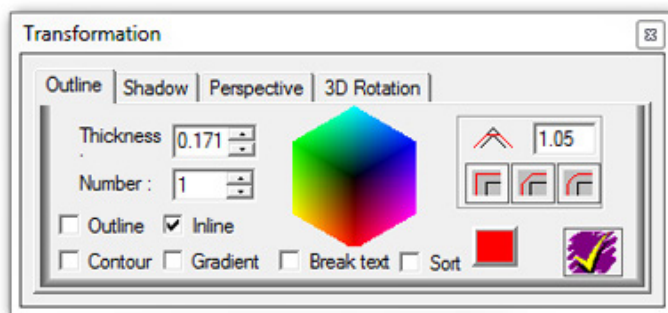 Transformation
Outline Shadow Perspective 3D Rotation
Thickness : 0.171
1.05
Number : 1
Outline Inline
Contour Gradient Break text Sort